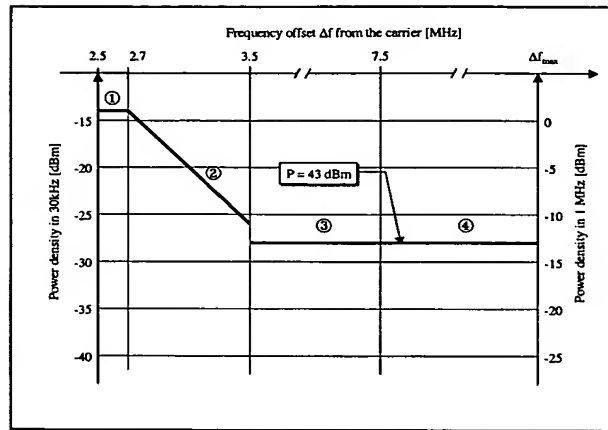 Frequency offset Δf from the carrier [MHz]
2.5 2.7 3.5 7.5 Δfmax
① ② ③ ④
P = 43 dBm
Power density in 30kHz [dBm]
-15
-20
-25
-30
-35
-40
Power density in 1 MHz [dBm]
0
-5
-10
-15
-20
-25